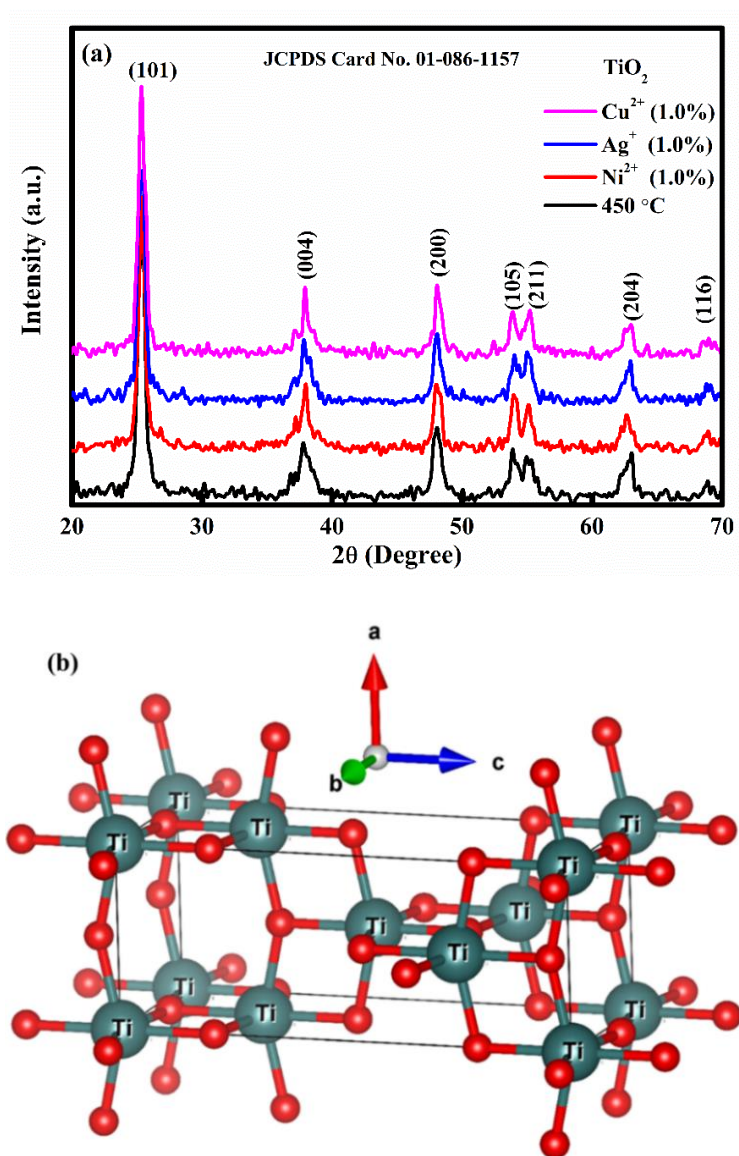 (a)
JCPDS Card No. 01-086-1157
TiO₂
Cu²⁺ (1.0%)
Ag⁺ (1.0%)
Ni²⁺ (1.0%)
450 °C
(101)
(004)
(200)
(105)
(211)
(204)
(116)
Intensity (a.u.)
20 30 40 50 60 70
2θ (Degree)
(b)
a
b
c
Ti
Ti
Ti
Ti
Ti
Ti
Ti
Ti
Ti
Ti
Ti
Ti
Ti